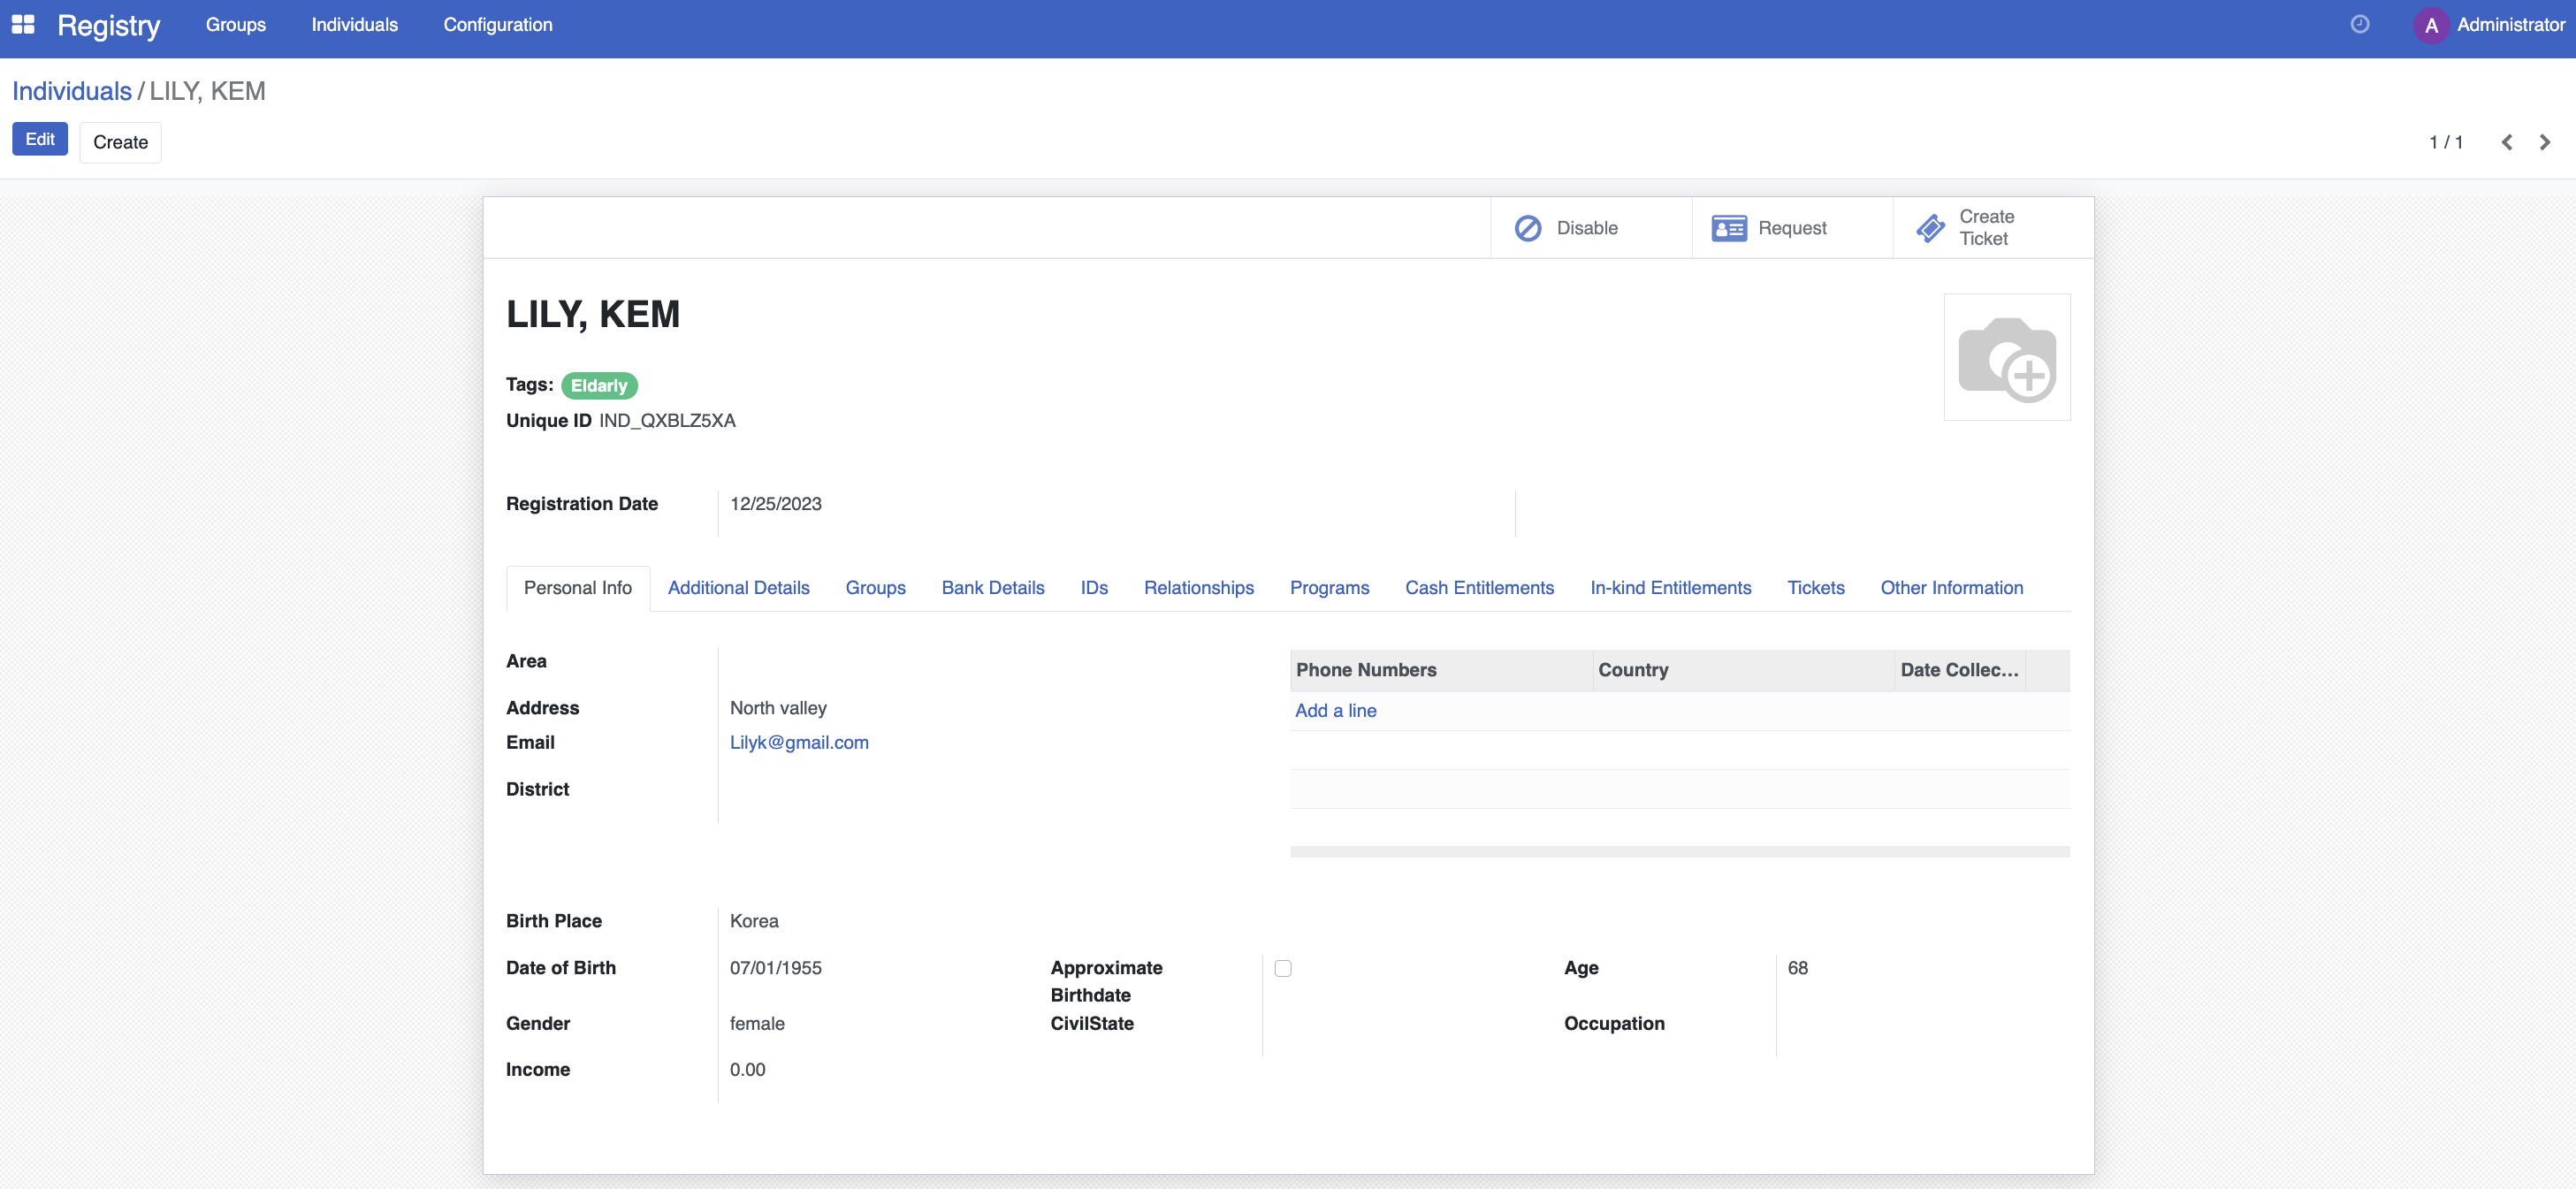 Registry Groups Individuals Configuration A Administrator
Individuals / LILY, KEM
Edit Create 1 / 1
Disable Request Create
Ticket
LILY, KEM
Tags: Eldarly
Unique ID IND_QXBLZ5XA
Registration Date 12/25/2023
Personal Info Additional Details Groups Bank Details IDs Relationships Programs Cash Entitlements In-kind Entitlements Tickets Other Information
Area
Phone Numbers Country Date Collec...
Address North valley
Add a line
Email Lilyk@gmail.com
District
Birth Place Korea
Date of Birth 07/01/1955 Approximate Age 68
Birthdate
Gender female CivilState Occupation
Income 0.00